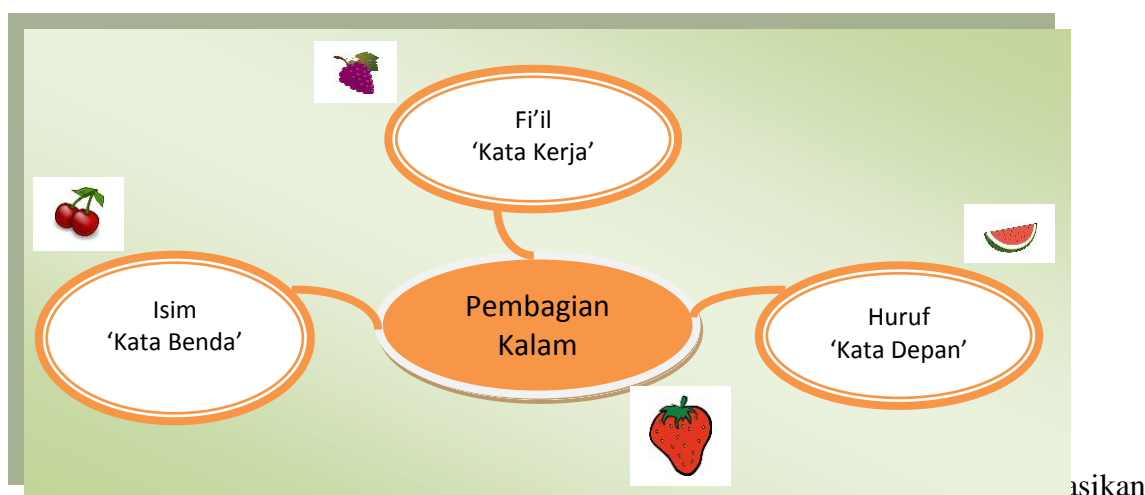 Fi’il
‘Kata Kerja’
Isim
‘Kata Benda’
Pembagian
Kalam
Huruf
‘Kata Depan’
asikan